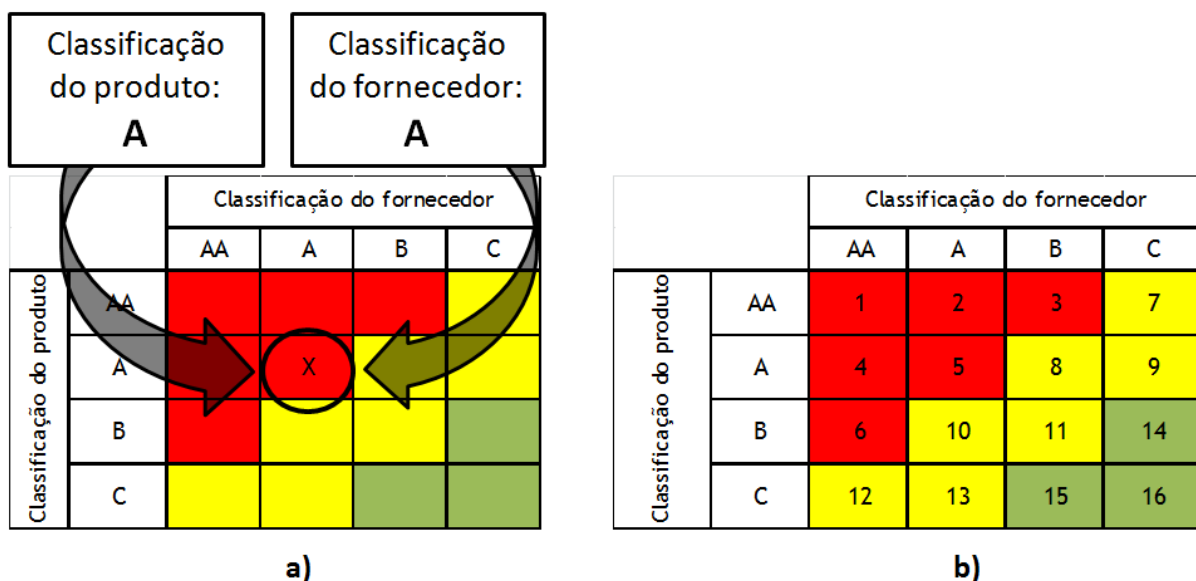 Classificação
do produto:
A
Classificação
do fornecedor:
A
Classificação do fornecedor
AA A B C
Classificação do produto
AA
A X
B
C
a)
Classificação do fornecedor
AA A B C
Classificação do produto
AA 1 2 3 7
A 4 5 8 9
B 6 10 11 14
C 12 13 15 16
b)